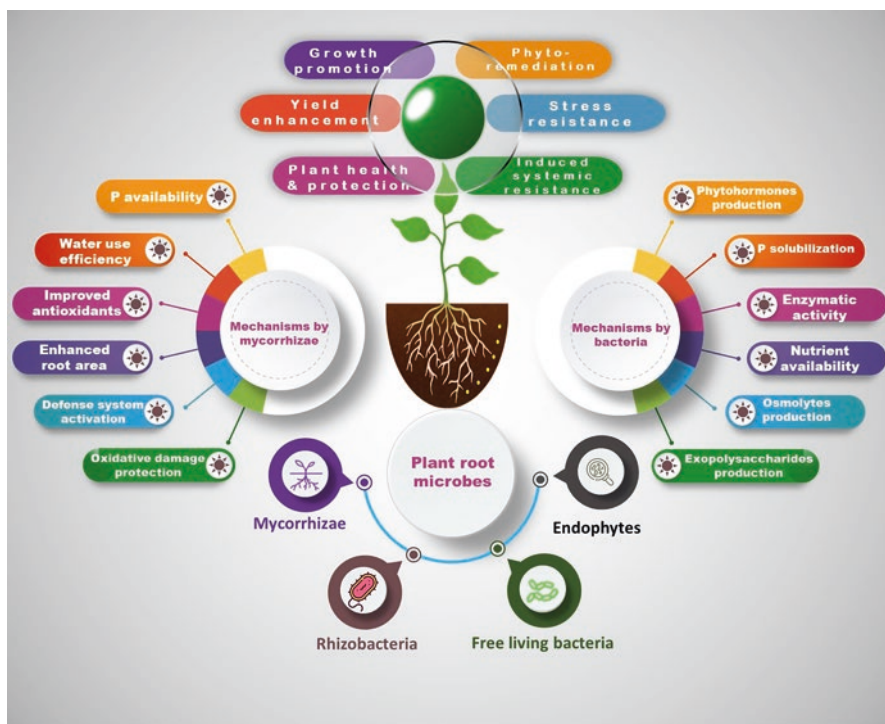 Growth
promotion
Phyto-
remediation
Yield
enhancement
Stress
resistance
Plant health
& protection
Induced
systemic
resistance
P availability
Water use
efficiency
Improved
antioxidants
Enhanced
root area
Defense system
activation
Oxidative damage
protection
Mechanisms by
mycorrhizae
Mechanisms by
bacteria
Phytohormones
production
P solubilization
Enzymatic
activity
Nutrient
availability
Osmolytes
production
Exopolysaccharides
production
Plant root
microbes
Mycorrhizae
Endophytes
Rhizobacteria
Free living bacteria